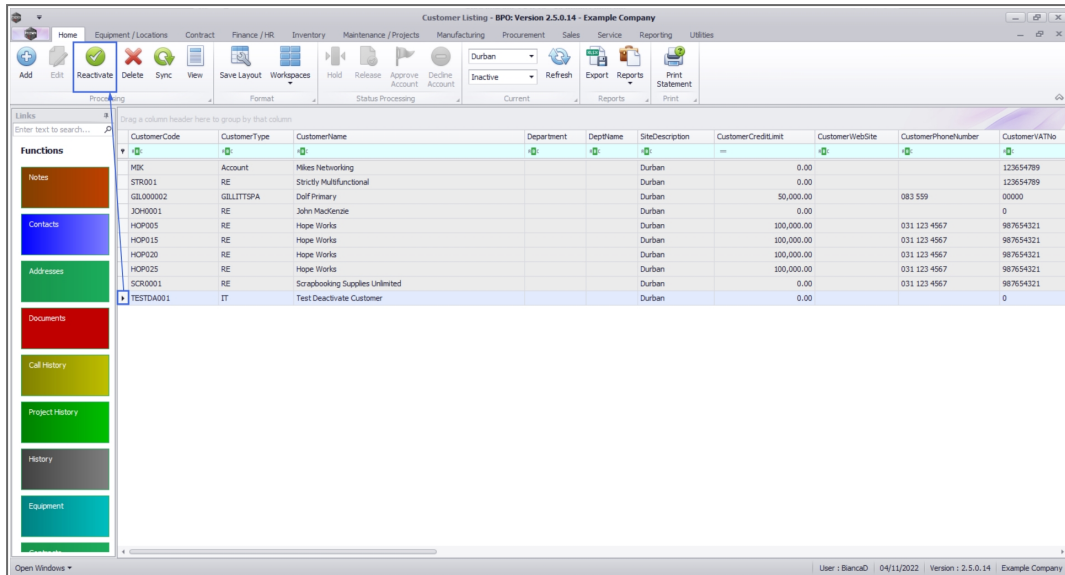 Customer Listing - BPO: Version 2.5.0.14 - Example Company
Home Equipment / Locations Contract Finance / HR Inventory Maintenance / Projects Manufacturing Procurement Sales Service Reporting Utilities
Add Edit Reactivate Delete Sync View Save Layout Workspaces Hold Release Approve Account Decline Account Durban Inactive Refresh Export Reports Print Statement
Processing Format Status Processing Current Reports Print
Links
Enter text to search...
Functions
Notes
Contacts
Addresses
Documents
Call History
Project History
History
Equipment
Contracts
Drag a column header here to group by that column
CustomerCode CustomerType CustomerName Department DeptName SiteDescription CustomerCreditLimit CustomerWebSite CustomerPhoneNumber CustomerVATNo
MIK Account Mikes Networking Durban 0.00 123654789
STR001 RE Strictly Multifunctional Durban 0.00 123654789
GIL000002 GILLITTSPA Dolf Primary Durban 50,000.00 083 559 00000
JOH0001 RE John MacKenzie Durban 0.00 0
HOP005 RE Hope Works Durban 100,000.00 031 123 4567 987654321
HOP015 RE Hope Works Durban 100,000.00 031 123 4567 987654321
HOP020 RE Hope Works Durban 100,000.00 031 123 4567 987654321
HOP025 RE Hope Works Durban 100,000.00 031 123 4567 987654321
SCR0001 RE Scrapbooking Supplies Unlimited Durban 0.00 031 123 4567 987654321
TESTDA001 IT Test Deactivate Customer Durban 0.00 0
Open Windows
User : BiancaD 04/11/2022 Version : 2.5.0.14 Example Company